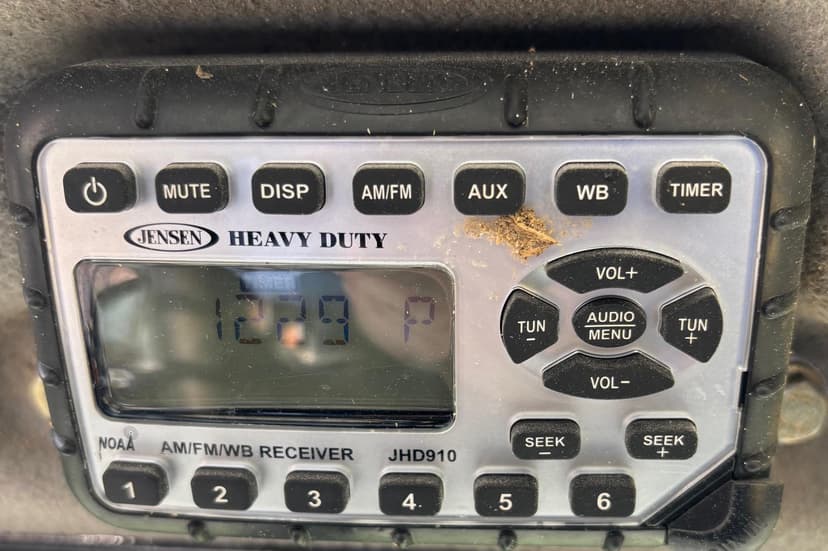 MUTE DISP AM/FM AUX WB TIMER
JENSEN HEAVY DUTY
1229 P
VOL+
TUN - AUDIO/MENU TUN +
VOL-
SEEK - SEEK +
NOAA AM/FM/WB RECEIVER JHD910
1 2 3 4 5 6